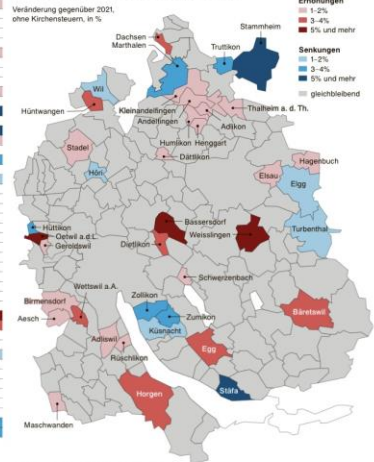 Veränderung gegenüber 2021,
ohne Kirchensteuern, in %
Erhöhungen
1-2%
3-4%
5% und mehr
Senkungen
1-2%
3-4%
5% und mehr
gleichbleibend
Stammheim
Dachsen
Marthalen
Truttikon
Wil
Hüntwangen
Kleinandelfingen
Andelfingen
Thalheim a. d. Th.
Adlikon
Humlikon Henggart
Dättlikon
Stadel
Höri
Hagenbuch
Elsau
Elgg
Turbenthal
Hüttikon
Oetwil a.d.L.
Geroldswil
Bassersdorf
Weisslingen
Dietlikon
Schwerzenbach
Wettswil a.A.
Birmensdorf
Aesch
Zollikon
Zumikon
Küsnacht
Bäretswil
Adliswil
Rüschlikon
Egg
Horgen
Stäfa
Maschwanden